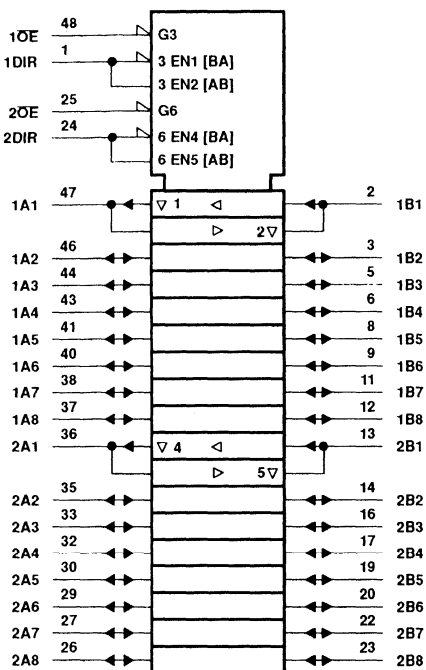 48
1O̅E̅ G3
1
1DIR 3 EN1 [BA]
3 EN2 [AB]
25
2O̅E̅ G6
24
2DIR 6 EN4 [BA]
6 EN5 [AB]
47 2
1A1 ▽ 1 ◁ 1B1
▷ 2▽
46 3
1A2 1B2
44 5
1A3 1B3
43 6
1A4 1B4
41 8
1A5 1B5
40 9
1A6 1B6
38 11
1A7 1B7
37 12
1A8 1B8
36 13
2A1 ▽ 4 ◁ 2B1
▷ 5▽
35 14
2A2 2B2
33 16
2A3 2B3
32 17
2A4 2B4
30 19
2A5 2B5
29 20
2A6 2B6
27 22
2A7 2B7
26 23
2A8 2B8